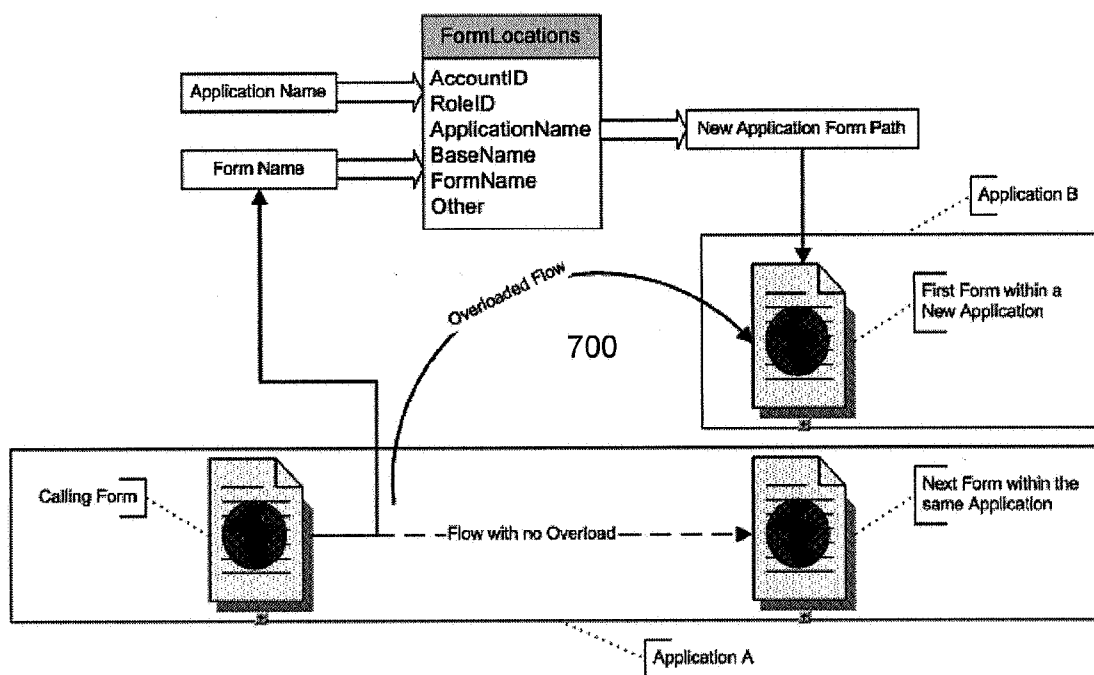 FormLocations
AccountID
RoleID
ApplicationName
BaseName
FormName
Other
Application Name
Form Name
New Application Form Path
Application B
Overloaded Flow
700
First Form within a
New Application
Calling Form
Flow with no Overload
Next Form within the
same Application
Application A